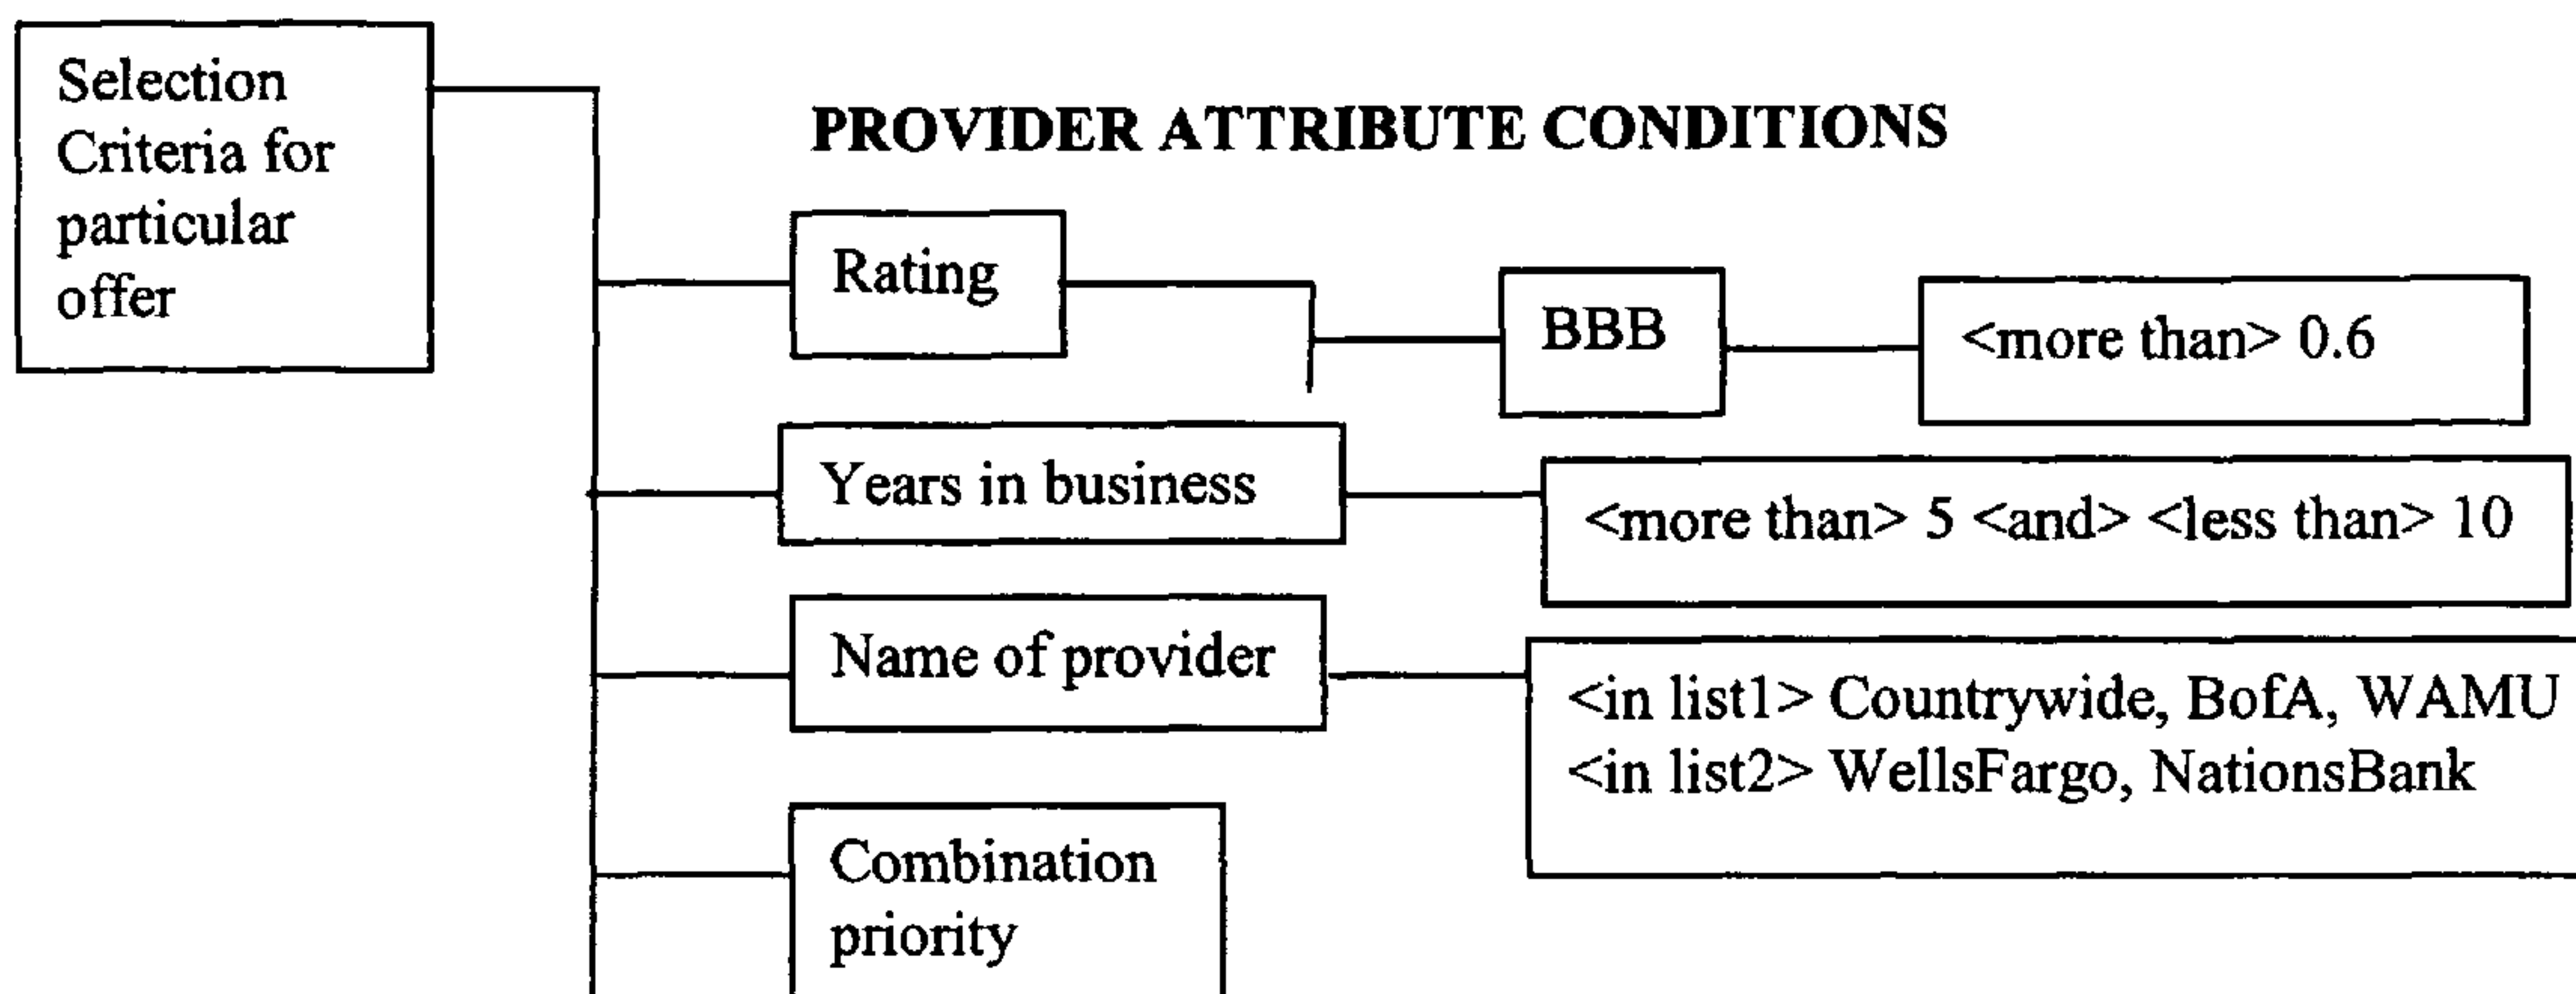 Selection
Criteria for
particular
offer
PROVIDER ATTRIBUTE CONDITIONS
Rating
BBB
<more than> 0.6
Years in business
<more than> 5 <and> <less than> 10
Name of provider
<in list1> Countrywide, BofA, WAMU
<in list2> WellsFargo, NationsBank
Combination
priority